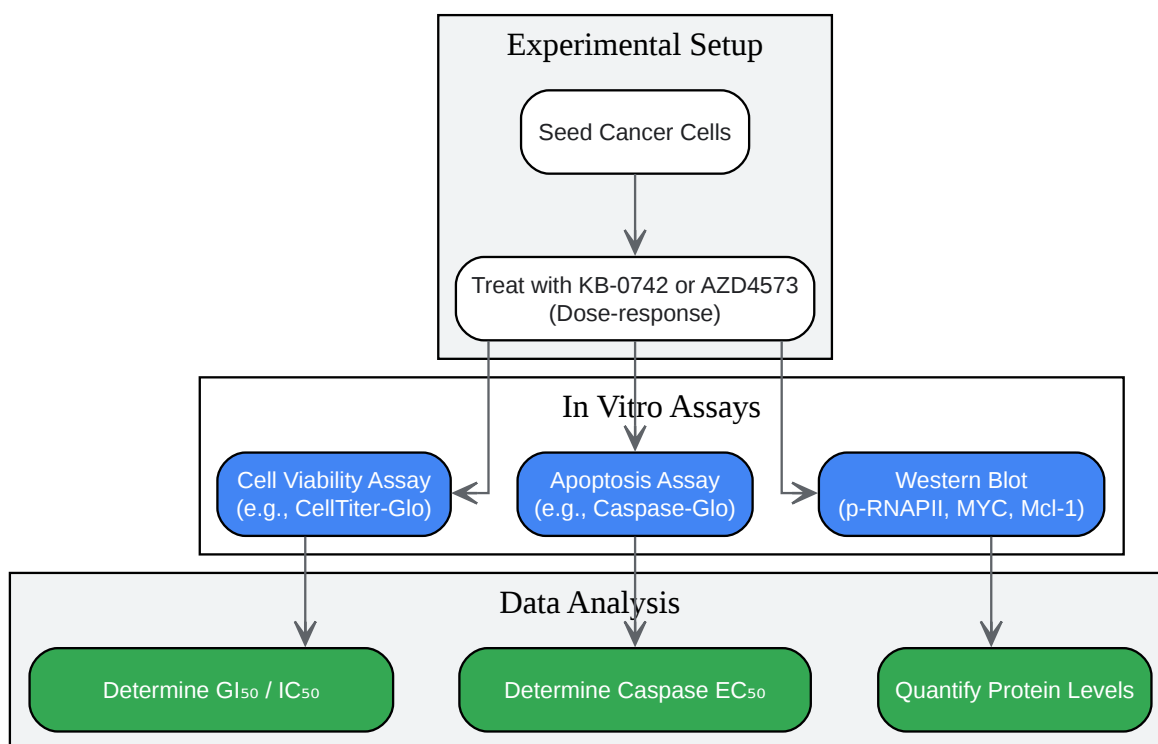 Experimental Setup
Seed Cancer Cells
Treat with KB-0742 or AZD4573
(Dose-response)
In Vitro Assays
Cell Viability Assay
(e.g., CellTiter-Glo)
Apoptosis Assay
(e.g., Caspase-Glo)
Western Blot
(p-RNAPII, MYC, Mcl-1)
Data Analysis
Determine GI₅₀ / IC₅₀
Determine Caspase EC₅₀
Quantify Protein Levels